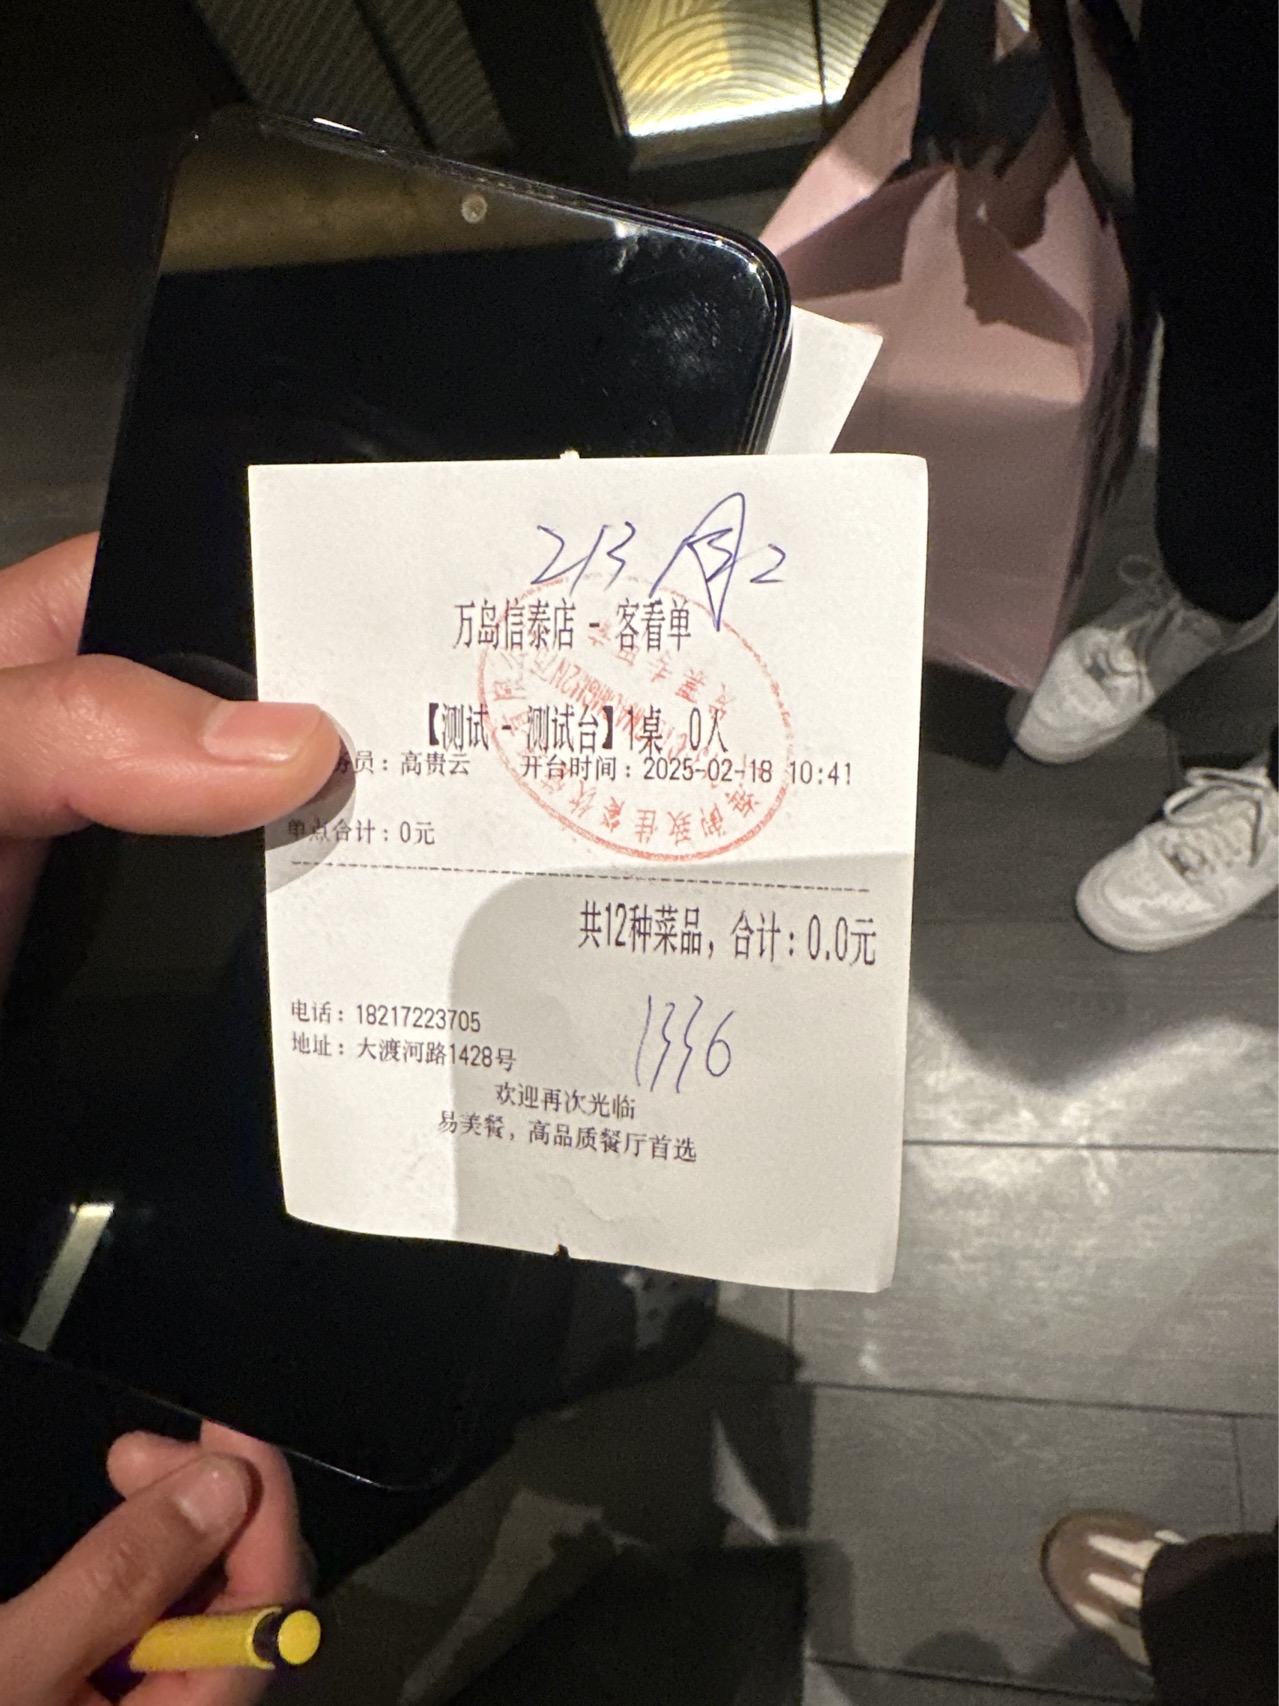 213
万岛信泰店 - 客看单
【测试 - 测试台】1桌 0人
员：高贵云 开台时间：2025-02-18 10:41
单点合计：0元
共12种菜品，合计：0.0元
电话：18217223705
地址：大渡河路1428号
1336
欢迎再次光临
易美餐，高品质餐厅首选